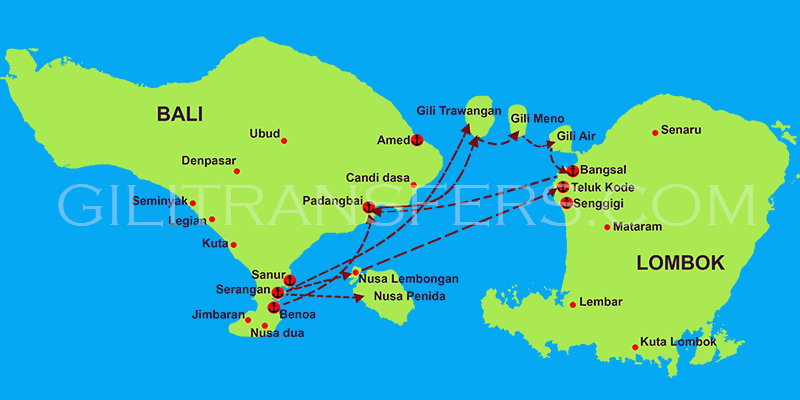 Gili Trawangan
Gili Meno
BALI
Gili Air
Senaru
Ubud
Amed
Denpasar
Bangsal
Candi dasa
Teluk Kode
GILITRANSFERS.COM
Seminyak
Padangbai
Senggigi
Legian
Mataram
Kuta
LOMBOK
Sanur
Nusa Lembongan
Serangan
Nusa Penida
Lembar
Jimbaran
Benoa
Nusa dua
Kuta Lombok